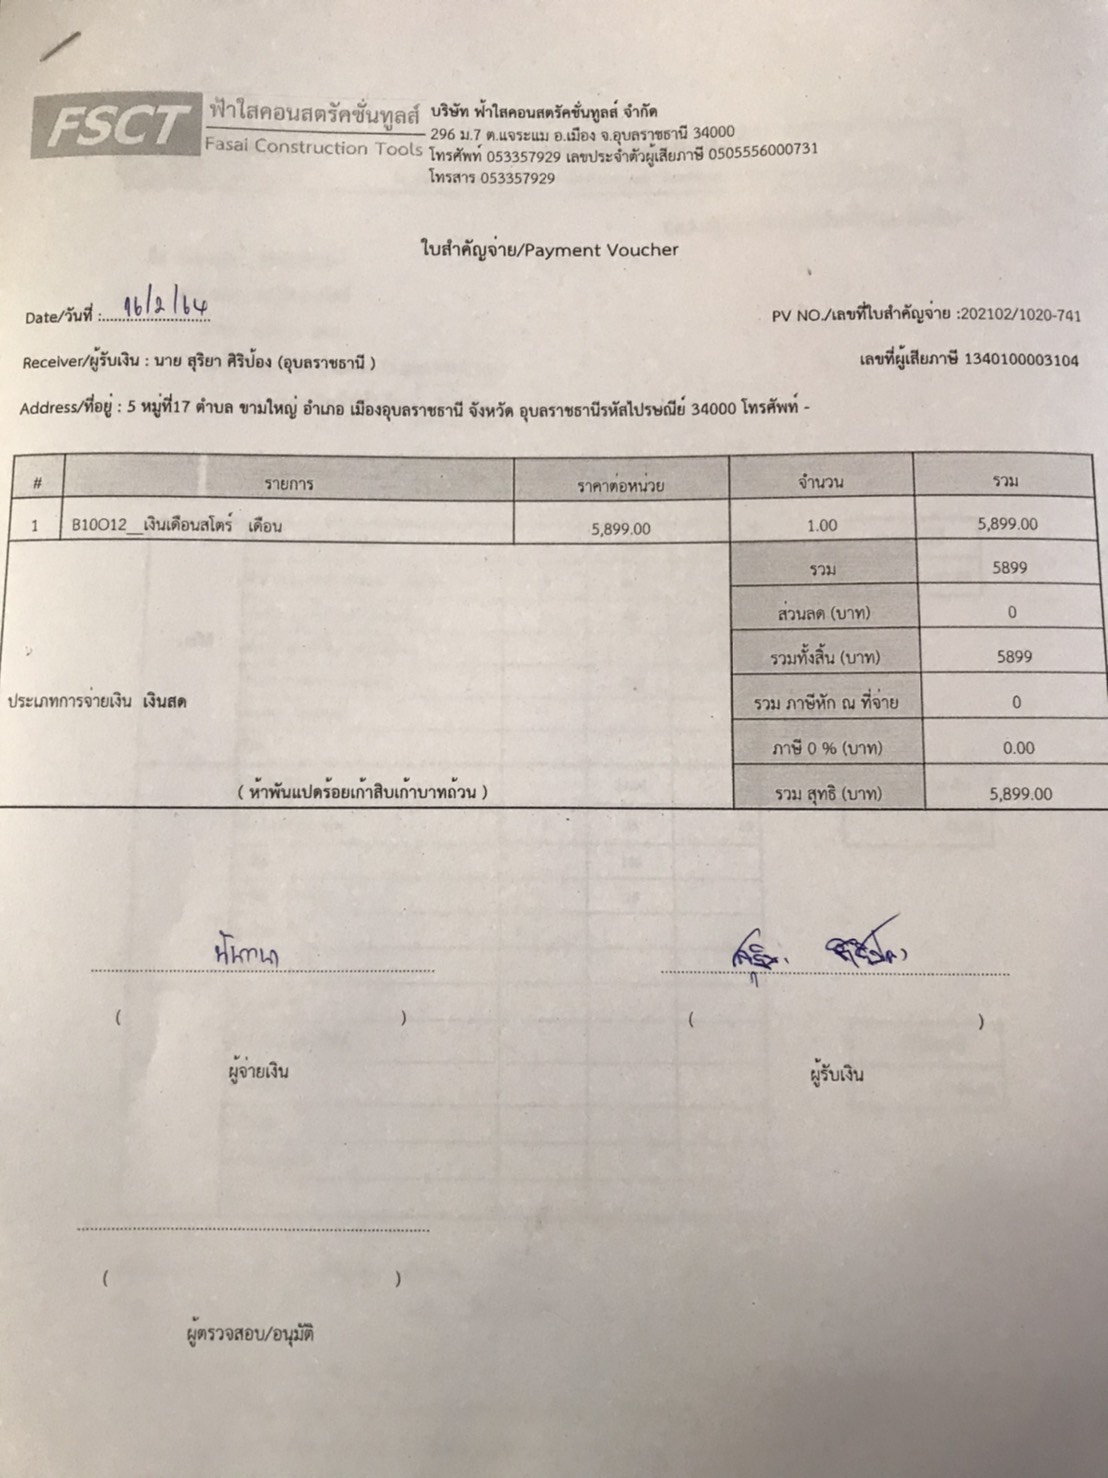 FSCT ฟ้าใสคอนสตรัคชั่นทูลส์
Fasai Construction Tools
บริษัท ฟ้าใสคอนสตรัคชั่นทูลส์ จำกัด
296 ม.7 ต.แจระแม อ.เมือง จ.อุบลราชธานี 34000
โทรศัพท์ 053357929 เลขประจำตัวผู้เสียภาษี 0505556000731
โทรสาร 053357929
ใบสำคัญจ่าย/Payment Voucher
Date/วันที่ : 16/2/64
PV NO./เลขที่ใบสำคัญจ่าย :202102/1020-741
Receiver/ผู้รับเงิน : นาย สุริยา ศิริป้อง (อุบลราชธานี )
เลขที่ผู้เสียภาษี 1340100003104
Address/ที่อยู่ : 5 หมู่ที่17 ตำบล ขามใหญ่ อำเภอ เมืองอุบลราชธานี จังหวัด อุบลราชธานีรหัสไปรษณีย์ 34000 โทรศัพท์ -
# รายการ ราคาต่อหน่วย จำนวน รวม
1 B10O12__เงินเดือนสโตร์ เดือน 5,899.00 1.00 5,899.00
รวม 5899
ส่วนลด (บาท) 0
รวมทั้งสิ้น (บาท) 5899
ประเภทการจ่ายเงิน เงินสด
รวม ภาษีหัก ณ ที่จ่าย 0
ภาษี 0 % (บาท) 0.00
( ห้าพันแปดร้อยเก้าสิบเก้าบาทถ้วน )
รวม สุทธิ (บาท) 5,899.00
นันทนา
( ) ( )
ผู้จ่ายเงิน ผู้รับเงิน
( )
ผู้ตรวจสอบ/อนุมัติ